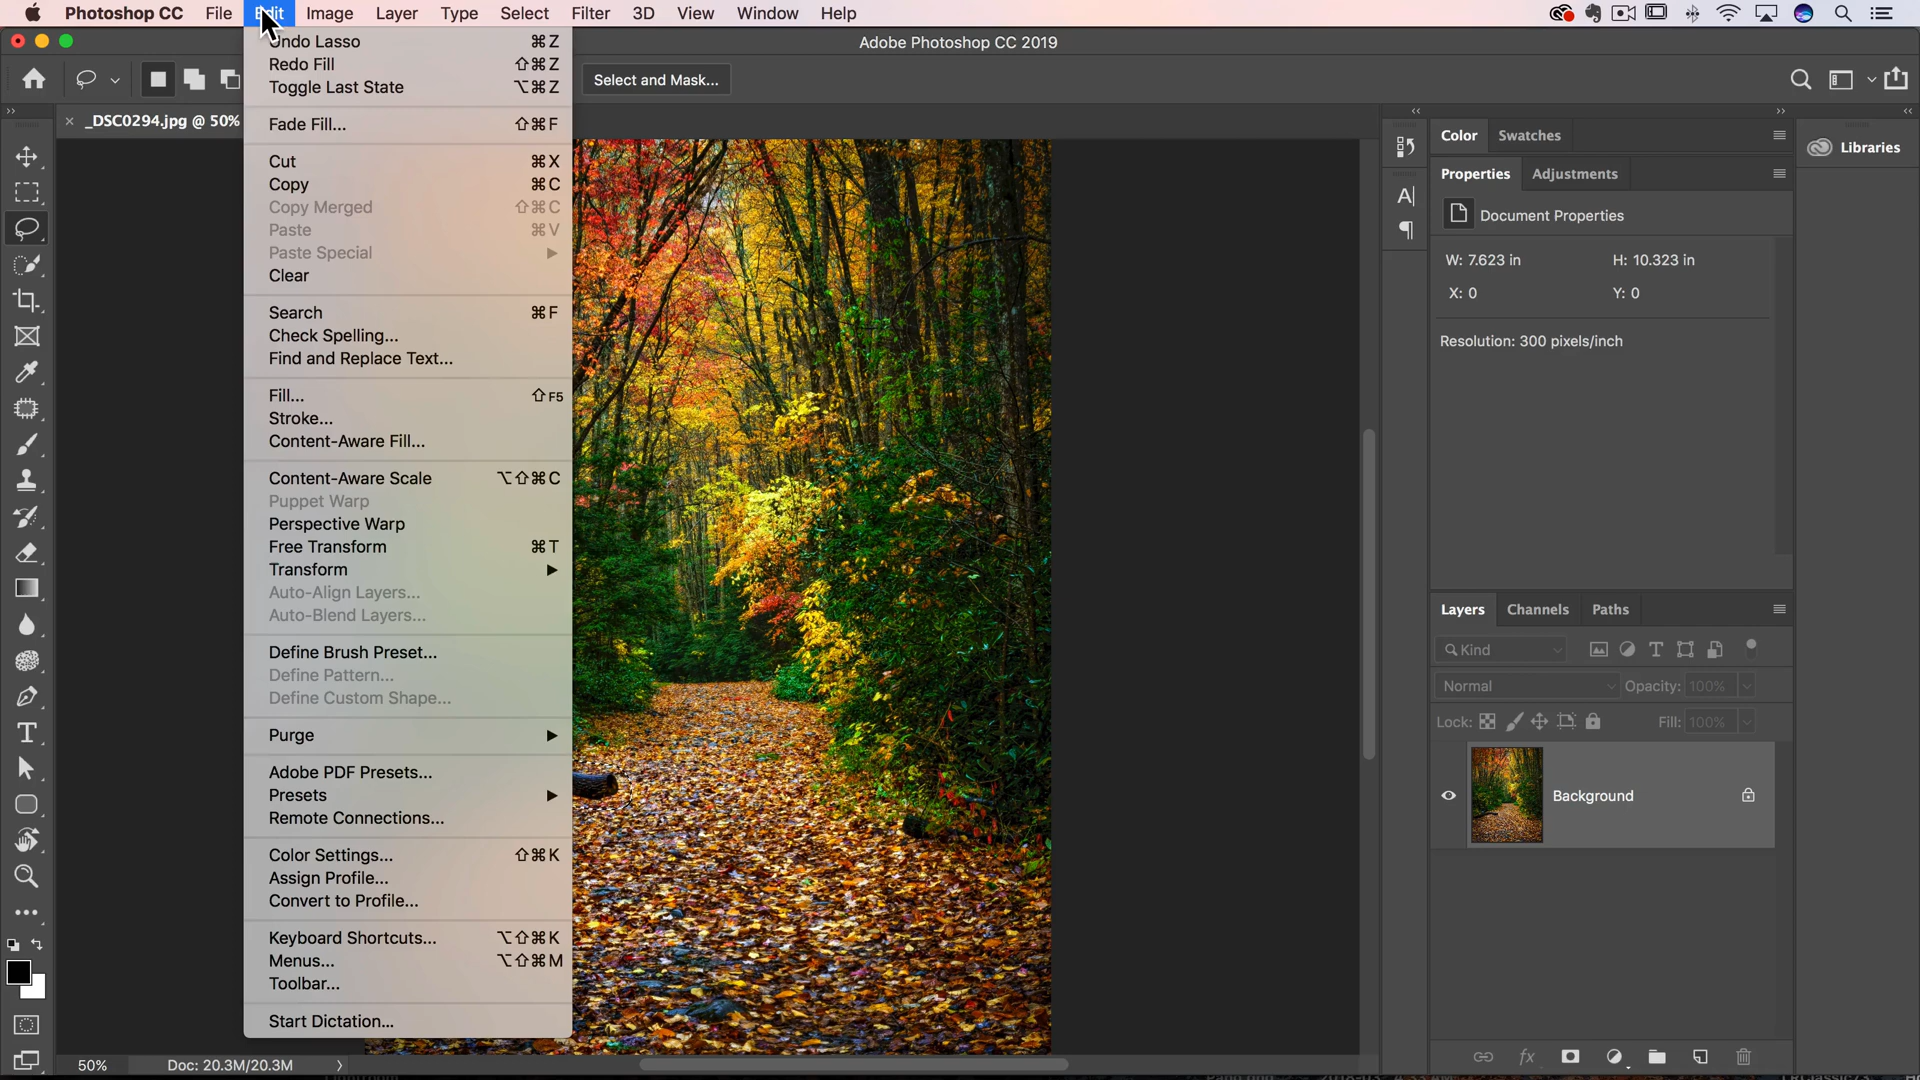 Photoshop CC File Edit Image Layer Type Select Filter 3D View Window Help
Adobe Photoshop CC 2019
Select and Mask...
_DSC0294.jpg @ 50%
Undo Lasso ⌘Z
Redo Fill ⇧⌘Z
Toggle Last State ⌥⌘Z
Fade Fill... ⇧⌘F
Cut ⌘X
Copy ⌘C
Copy Merged ⇧⌘C
Paste ⌘V
Paste Special
Clear
Search ⌘F
Check Spelling...
Find and Replace Text...
Fill... ⇧F5
Stroke...
Content-Aware Fill...
Content-Aware Scale ⌥⇧⌘C
Puppet Warp
Perspective Warp
Free Transform ⌘T
Transform
Auto-Align Layers...
Auto-Blend Layers...
Define Brush Preset...
Define Pattern...
Define Custom Shape...
Purge
Adobe PDF Presets...
Presets
Remote Connections...
Color Settings... ⇧⌘K
Assign Profile...
Convert to Profile...
Keyboard Shortcuts... ⌥⇧⌘K
Menus... ⌥⇧⌘M
Toolbar...
Start Dictation...
50% Doc: 20.3M/20.3M
Color Swatches
Libraries
Properties Adjustments
Document Properties
W: 7.623 in H: 10.323 in
X: 0 Y: 0
Resolution: 300 pixels/inch
Layers Channels Paths
Kind
Normal Opacity: 100%
Lock: Fill: 100%
Background